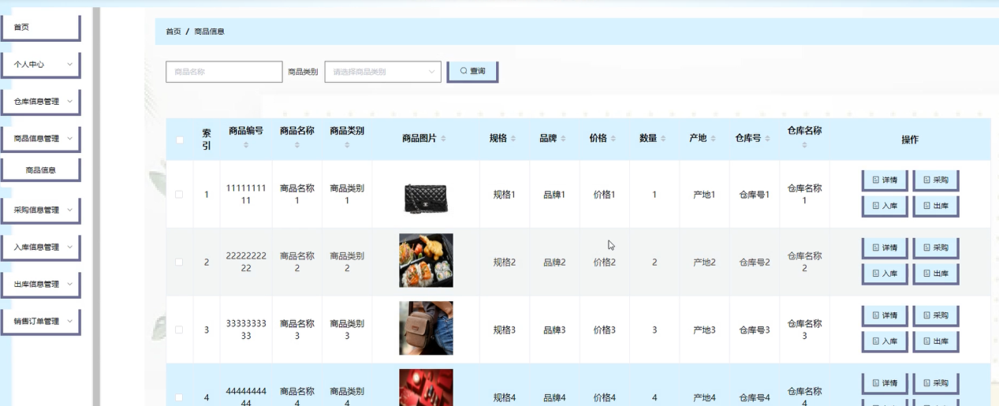 首页
个人中心
仓库信息管理
商品信息管理
商品信息
采购信息管理
入库信息管理
出库信息管理
销售订单管理
首页 / 商品信息
商品名称 商品类别 请选择商品类别 查询
索引 商品编号 商品名称 商品类别 商品图片 规格 品牌 价格 数量 产地 仓库号 仓库名称 操作
1 1111111111 商品名称1 商品类别1 规格1 品牌1 价格1 1 产地1 仓库号1 仓库名称1 详情 采购
入库 出库
2 2222222222 商品名称2 商品类别2 规格2 品牌2 价格2 2 产地2 仓库号2 仓库名称2 详情 采购
入库 出库
3 3333333333 商品名称3 商品类别3 规格3 品牌3 价格3 3 产地3 仓库号3 仓库名称3 详情 采购
入库 出库
4 4444444444 商品名称4 商品类别4 规格4 品牌4 价格4 4 产地4 仓库号4 仓库名称4 详情 采购